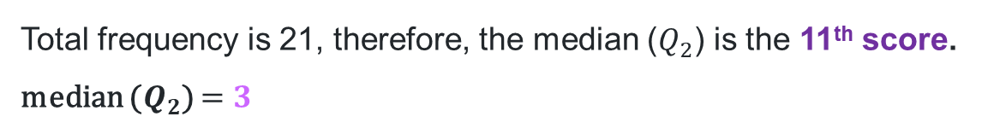 Total frequency is 21, therefore, the median (Q₂) is the 11ᵗʰ score.
median (Q₂) = 3